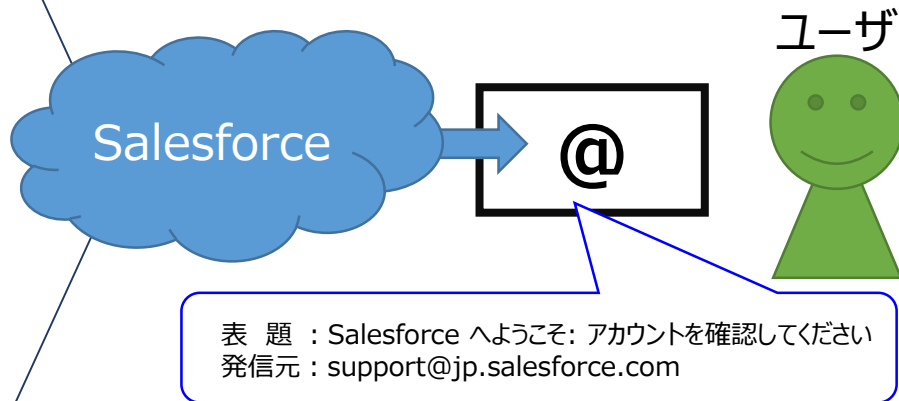 ユーザ
Salesforce
@
表 題 : Salesforce へようこそ: アカウントを確認してください
発信元 : support@jp.salesforce.com